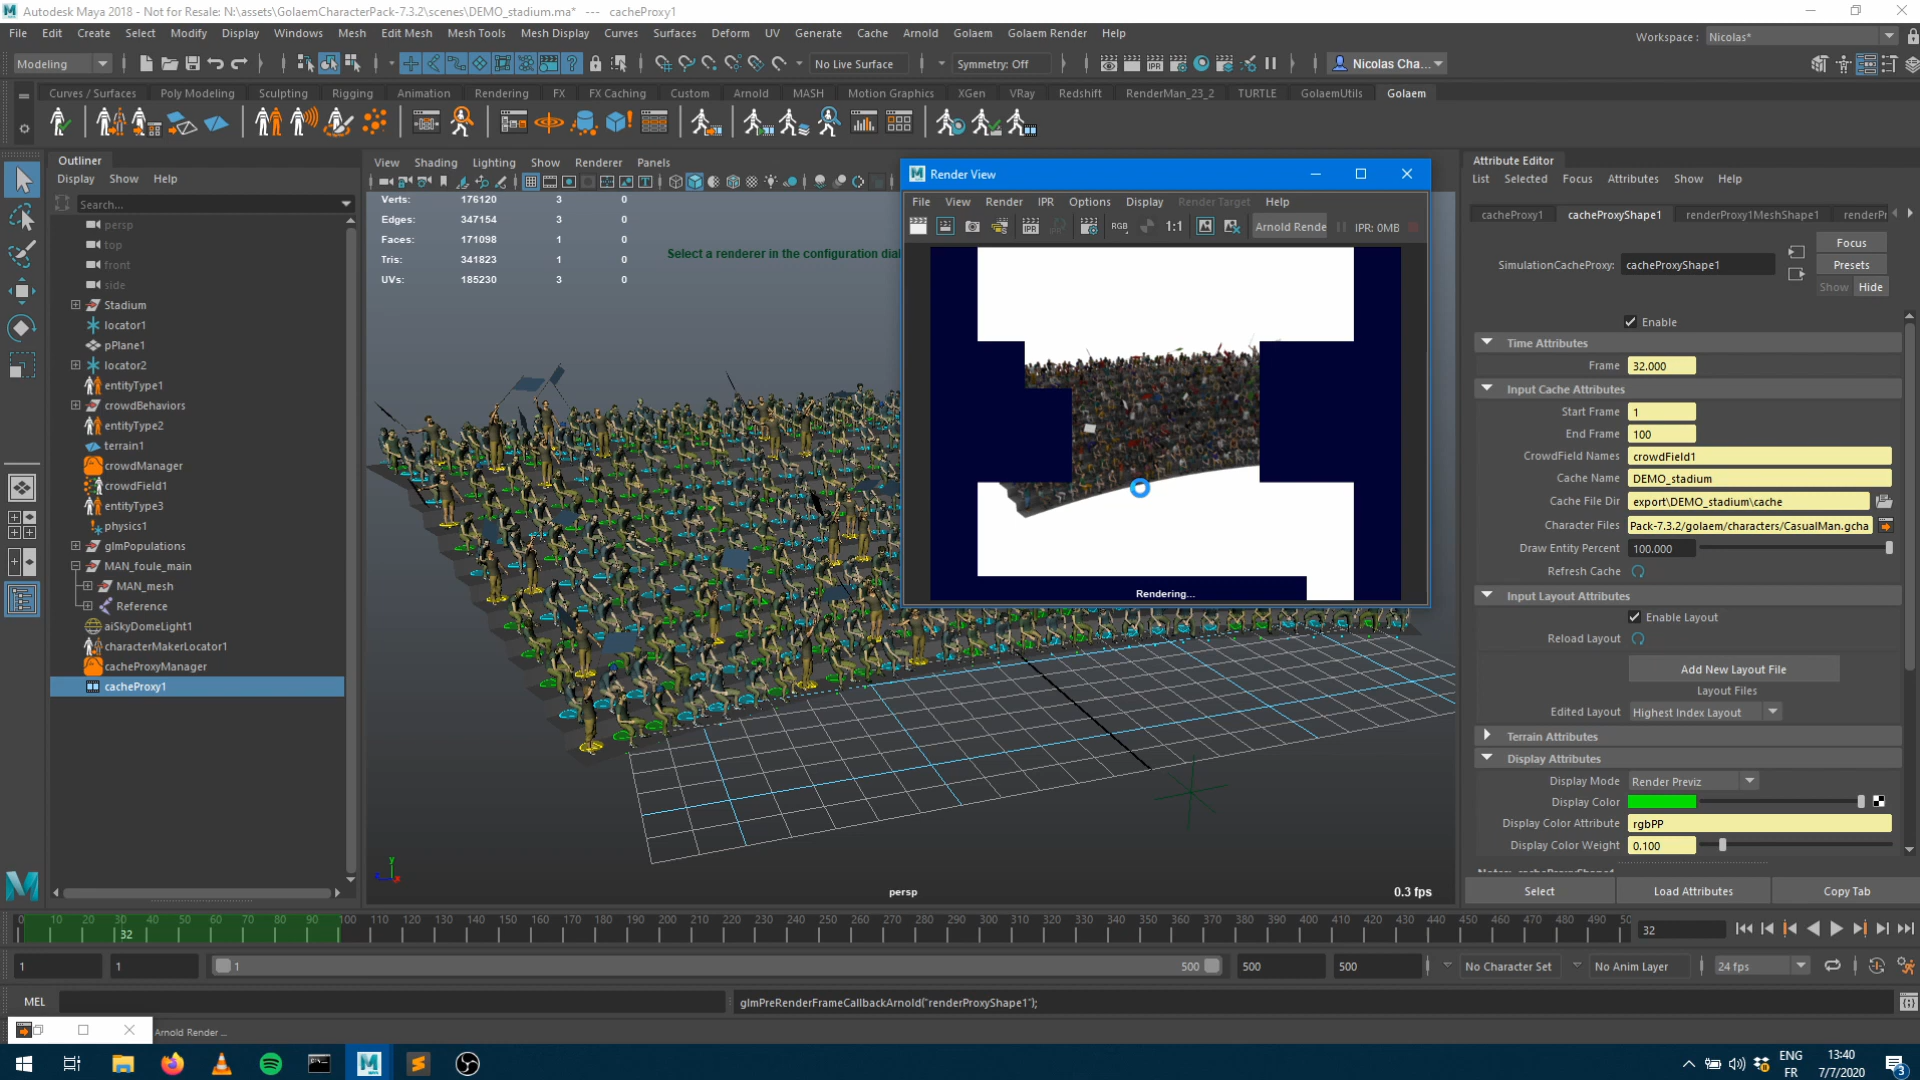 Autodesk Maya 2018 - Not for Resale: N:\assets\GolaemCharacterPack-7.3.2\scenes\DEMO_stadium.ma* --- cacheProxy1
File Edit Create Select Modify Display Windows Mesh Edit Mesh Mesh Tools Mesh Display Curves Surfaces Deform UV Generate Cache Arnold Golaem Golaem Render Help
Workspace : Nicolas*
Modeling No Live Surface Symmetry: Off Nicolas Cha...
Curves / Surfaces Poly Modeling Sculpting Rigging Animation Rendering FX FX Caching Custom Arnold MASH Motion Graphics XGen VRay Redshift RenderMan_23_2 TURTLE GolaemUtils Golaem
Outliner
Display Show Help
Search...
persp
top
front
side
Stadium
locator1
pPlane1
locator2
entityType1
crowdBehaviors
entityType2
terrain1
crowdManager
crowdField1
entityType3
physics1
glmPopulations
MAN_foule_main
MAN_mesh
Reference
aiSkyDomeLight1
characterMakerLocator1
cacheProxyManager
cacheProxy1
View Shading Lighting Show Renderer Panels
Verts: 176120 3 0
Edges: 347154 3 0
Faces: 171098 1 0
Tris: 341823 1 0
UVs: 185230 3 0
Select a renderer in the configuration dial
persp
0.3 fps
Render View
File View Render IPR Options Display Render Target Help
RGB 1:1 Arnold Rende IPR: 0MB
Rendering...
Attribute Editor
List Selected Focus Attributes Show Help
cacheProxy1 cacheProxyShape1 renderProxy1MeshShape1 renderPr
SimulationCacheProxy: cacheProxyShape1
Focus
Presets
Show Hide
Enable
Time Attributes
Frame 32.000
Input Cache Attributes
Start Frame 1
End Frame 100
CrowdField Names crowdField1
Cache Name DEMO_stadium
Cache File Dir export\DEMO_stadium\cache
Character Files Pack-7.3.2/golaem/characters/CasualMan.gcha
Draw Entity Percent 100.000
Refresh Cache
Input Layout Attributes
Enable Layout
Reload Layout
Add New Layout File
Layout Files
Edited Layout Highest Index Layout
Terrain Attributes
Display Attributes
Display Mode Render Previz
Display Color
Display Color Attribute rgbPP
Display Color Weight 0.100
Select Load Attributes Copy Tab
0 10 20 30 40 50 60 70 80 90 100 110 120 130 140 150 160 170 180 190 200 210 220 230 240 250 260 270 280 290 300 310 320 330 340 350 360 370 380 390 400 410 420 430 440 450 460 470 480 490 50
32 32
1 1 1 500 500 500 No Character Set No Anim Layer 24 fps
MEL glmPreRenderFrameCallbackArnold("renderProxyShape1");
Arnold Render ...
ENG
FR
13:40
7/7/2020
3